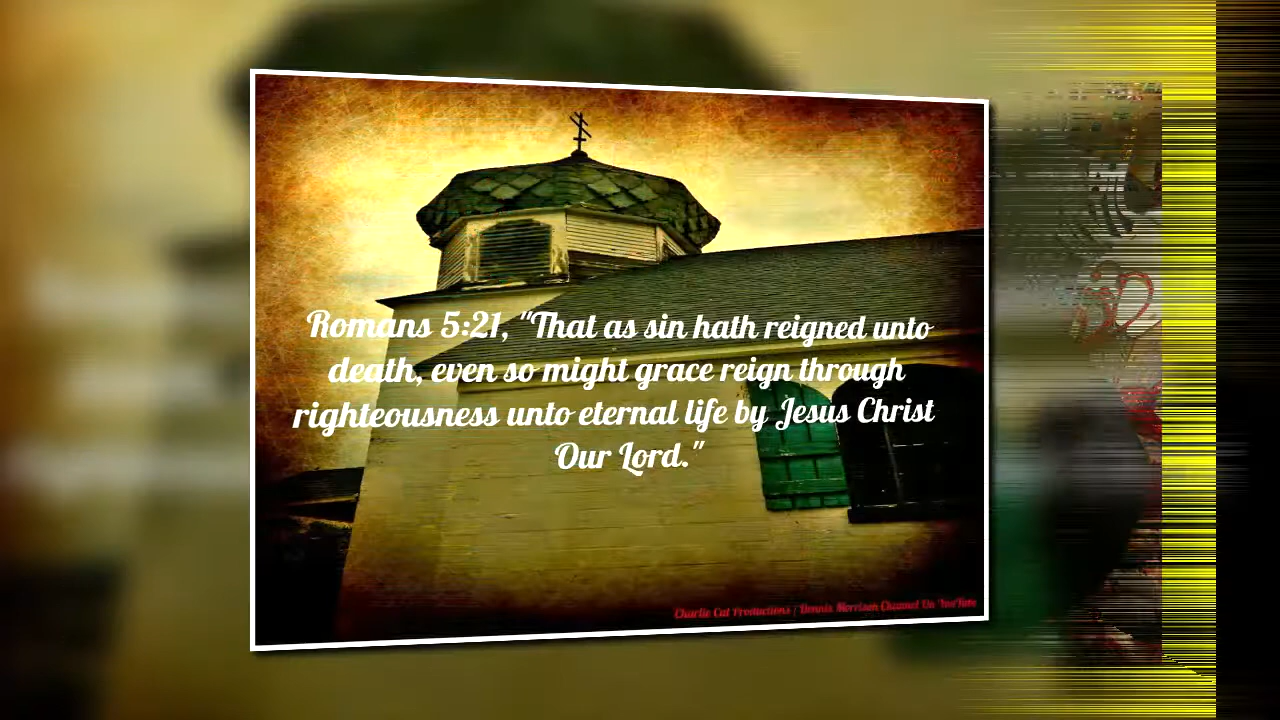 Romans 5:21, "That as sin hath reigned unto
death, even so might grace reign through
righteousness unto eternal life by Jesus Christ
Our Lord."
Charlie Cat Productions / Dennis Morrison Channel On YouTube